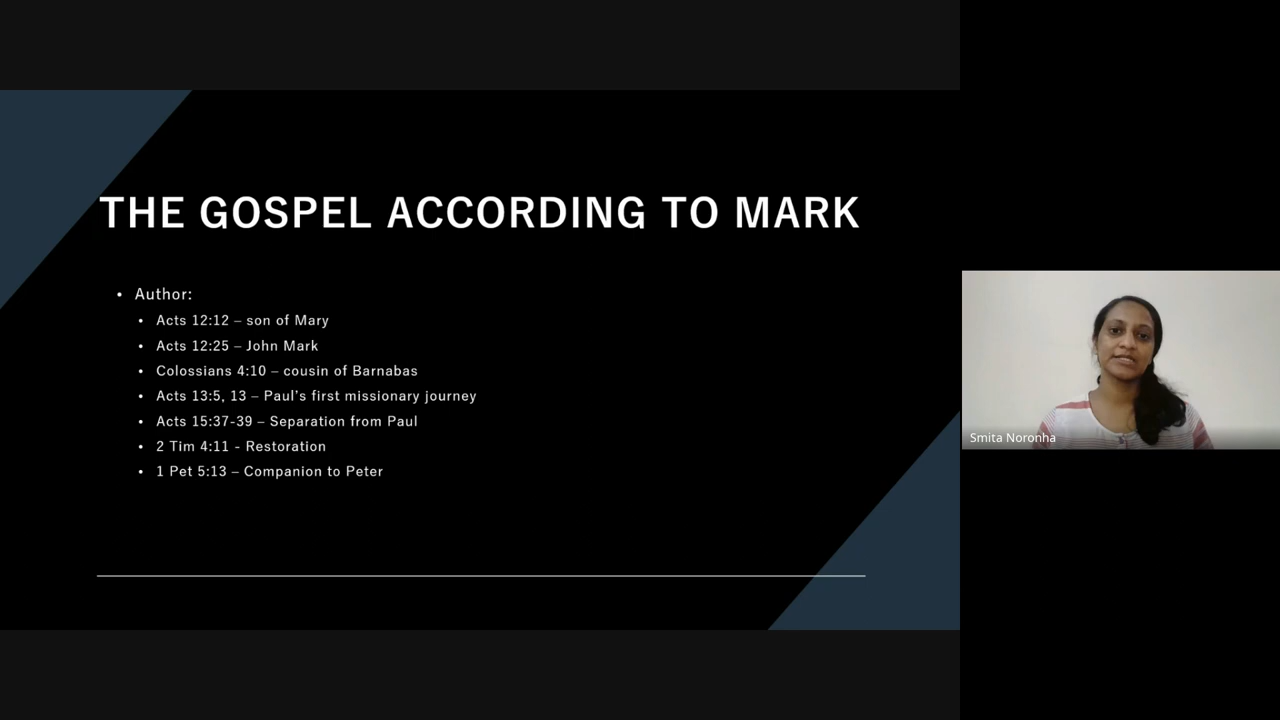 THE GOSPEL ACCORDING TO MARK
• Author:
• Acts 12:12 – son of Mary
• Acts 12:25 – John Mark
• Colossians 4:10 – cousin of Barnabas
• Acts 13:5, 13 – Paul’s first missionary journey
• Acts 15:37-39 – Separation from Paul
• 2 Tim 4:11 - Restoration
• 1 Pet 5:13 – Companion to Peter
Smita Noronha